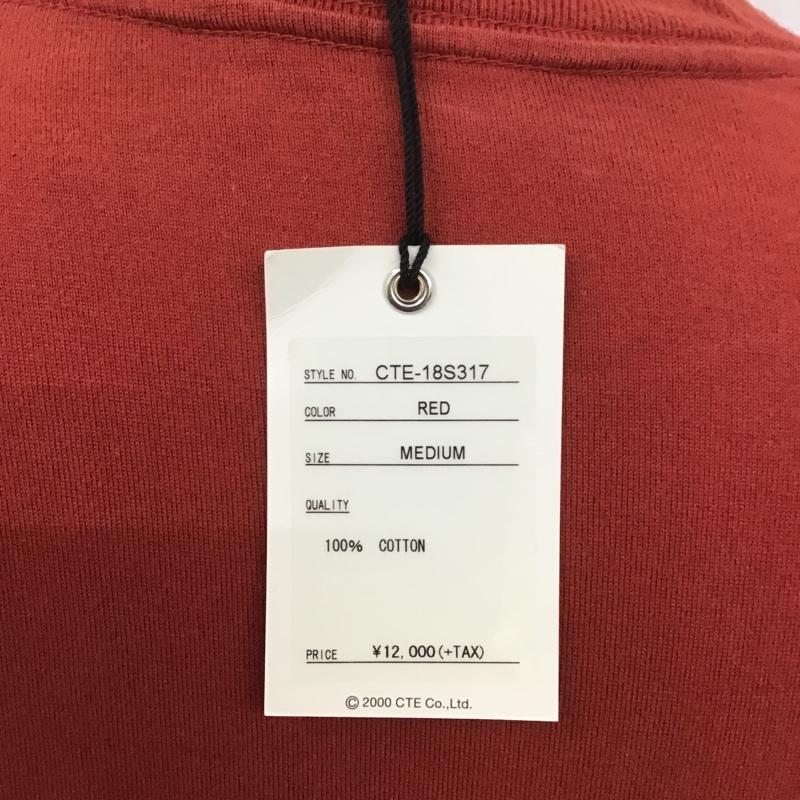 STYLE NO. CTE-18S317
COLOR RED
SIZE MEDIUM
QUALITY
100% COTTON
PRICE ¥12,000(+TAX)
© 2000 CTE Co.,Ltd.